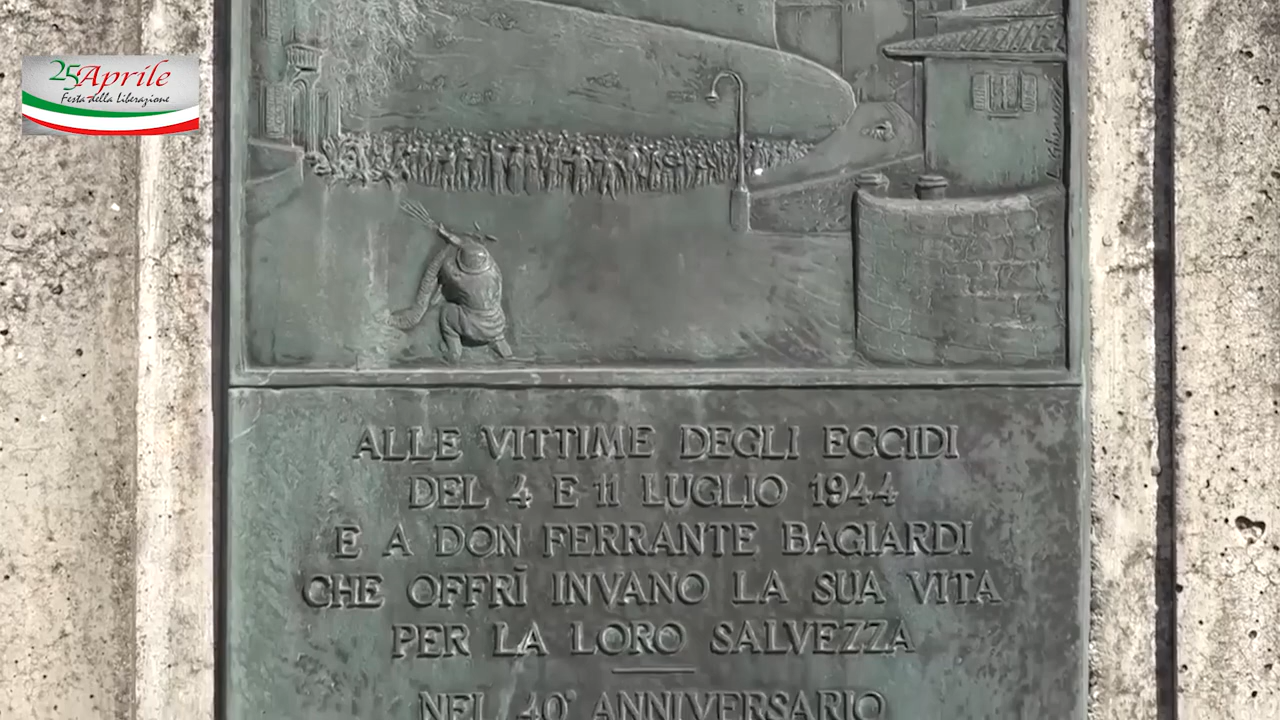 25 Aprile
Festa della Liberazione
ALLE VITTIME DEGLI ECCIDI
DEL 4 E 11 LUGLIO 1944
E A DON FERRANTE BAGIARDI
CHE OFFRÌ INVANO LA SUA VITA
PER LA LORO SALVEZZA
NEL 40° ANNIVERSARIO